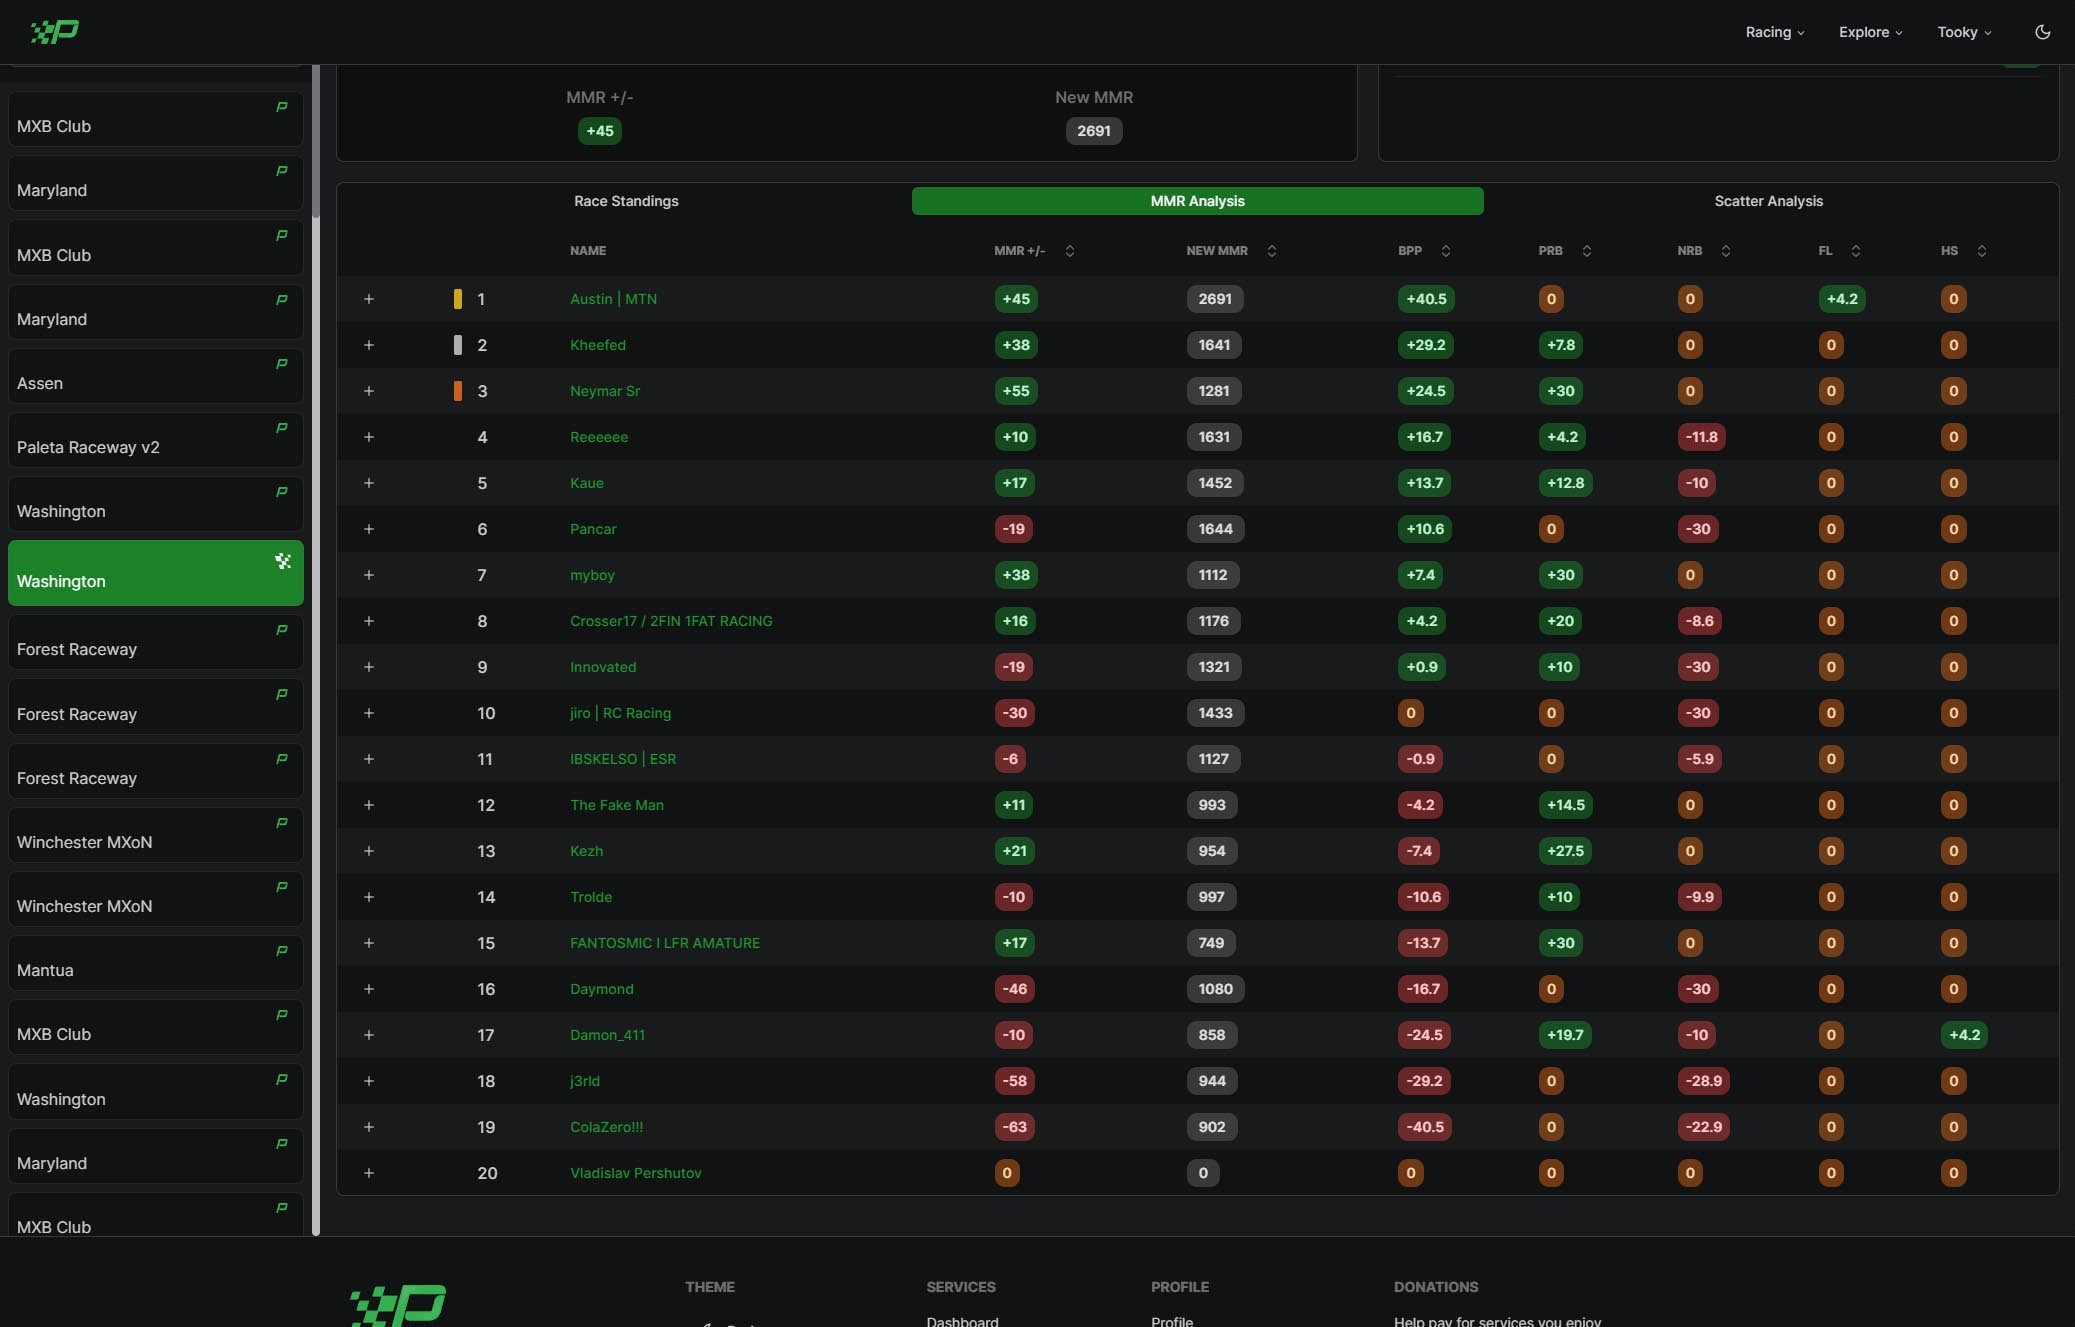 Racing Explore Tooky
MXB Club
Maryland
MXB Club
Maryland
Assen
Paleta Raceway v2
Washington
Washington
Forest Raceway
Forest Raceway
Forest Raceway
Winchester MXoN
Winchester MXoN
Mantua
MXB Club
Washington
Maryland
MXB Club
MMR +/- New MMR
+45 2691
Race Standings MMR Analysis Scatter Analysis
NAME MMR +/- NEW MMR BPP PRB NRB FL HS
+ 1 Austin | MTN +45 2691 +40.5 0 0 +4.2 0
+ 2 Kheefed +38 1641 +29.2 +7.8 0 0 0
+ 3 Neymar Sr +55 1281 +24.5 +30 0 0 0
+ 4 Reeeeee +10 1631 +16.7 +4.2 -11.8 0 0
+ 5 Kaue +17 1452 +13.7 +12.8 -10 0 0
+ 6 Pancar -19 1644 +10.6 0 -30 0 0
+ 7 myboy +38 1112 +7.4 +30 0 0 0
+ 8 Crosser17 / 2FIN 1FAT RACING +16 1176 +4.2 +20 -8.6 0 0
+ 9 Innovated -19 1321 +0.9 +10 -30 0 0
+ 10 jiro | RC Racing -30 1433 0 0 -30 0 0
+ 11 IBSKELSO | ESR -6 1127 -0.9 0 -5.9 0 0
+ 12 The Fake Man +11 993 -4.2 +14.5 0 0 0
+ 13 Kezh +21 954 -7.4 +27.5 0 0 0
+ 14 Trolde -10 997 -10.6 +10 -9.9 0 0
+ 15 FANTOSMIC I LFR AMATURE +17 749 -13.7 +30 0 0 0
+ 16 Daymond -46 1080 -16.7 0 -30 0 0
+ 17 Damon_411 -10 858 -24.5 +19.7 -10 0 +4.2
+ 18 j3rld -58 944 -29.2 0 -28.9 0 0
+ 19 ColaZero!!! -63 902 -40.5 0 -22.9 0 0
+ 20 Vladislav Pershutov 0 0 0 0 0 0 0
THEME SERVICES PROFILE DONATIONS
Dashboard Profile Help pay for services you enjoy